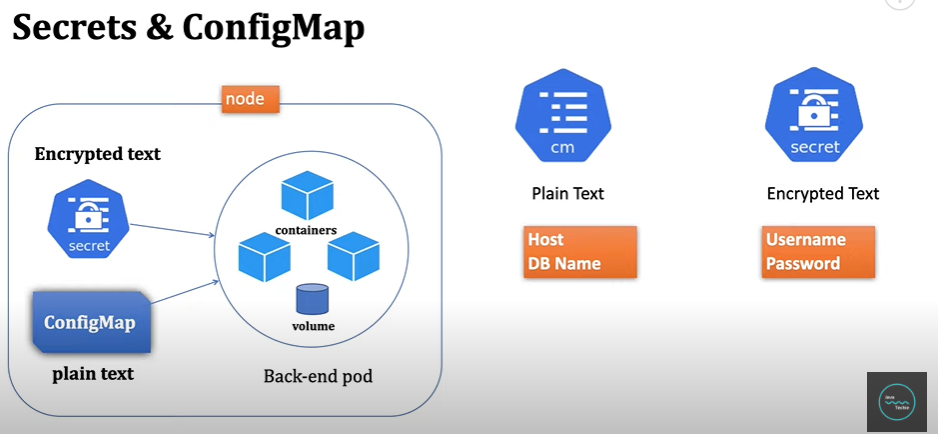 Secrets & ConfigMap
node
Encrypted text
secret
ConfigMap
plain text
containers
volume
Back-end pod
cm
Plain Text
Host
DB Name
secret
Encrypted Text
Username
Password
Java
Techie